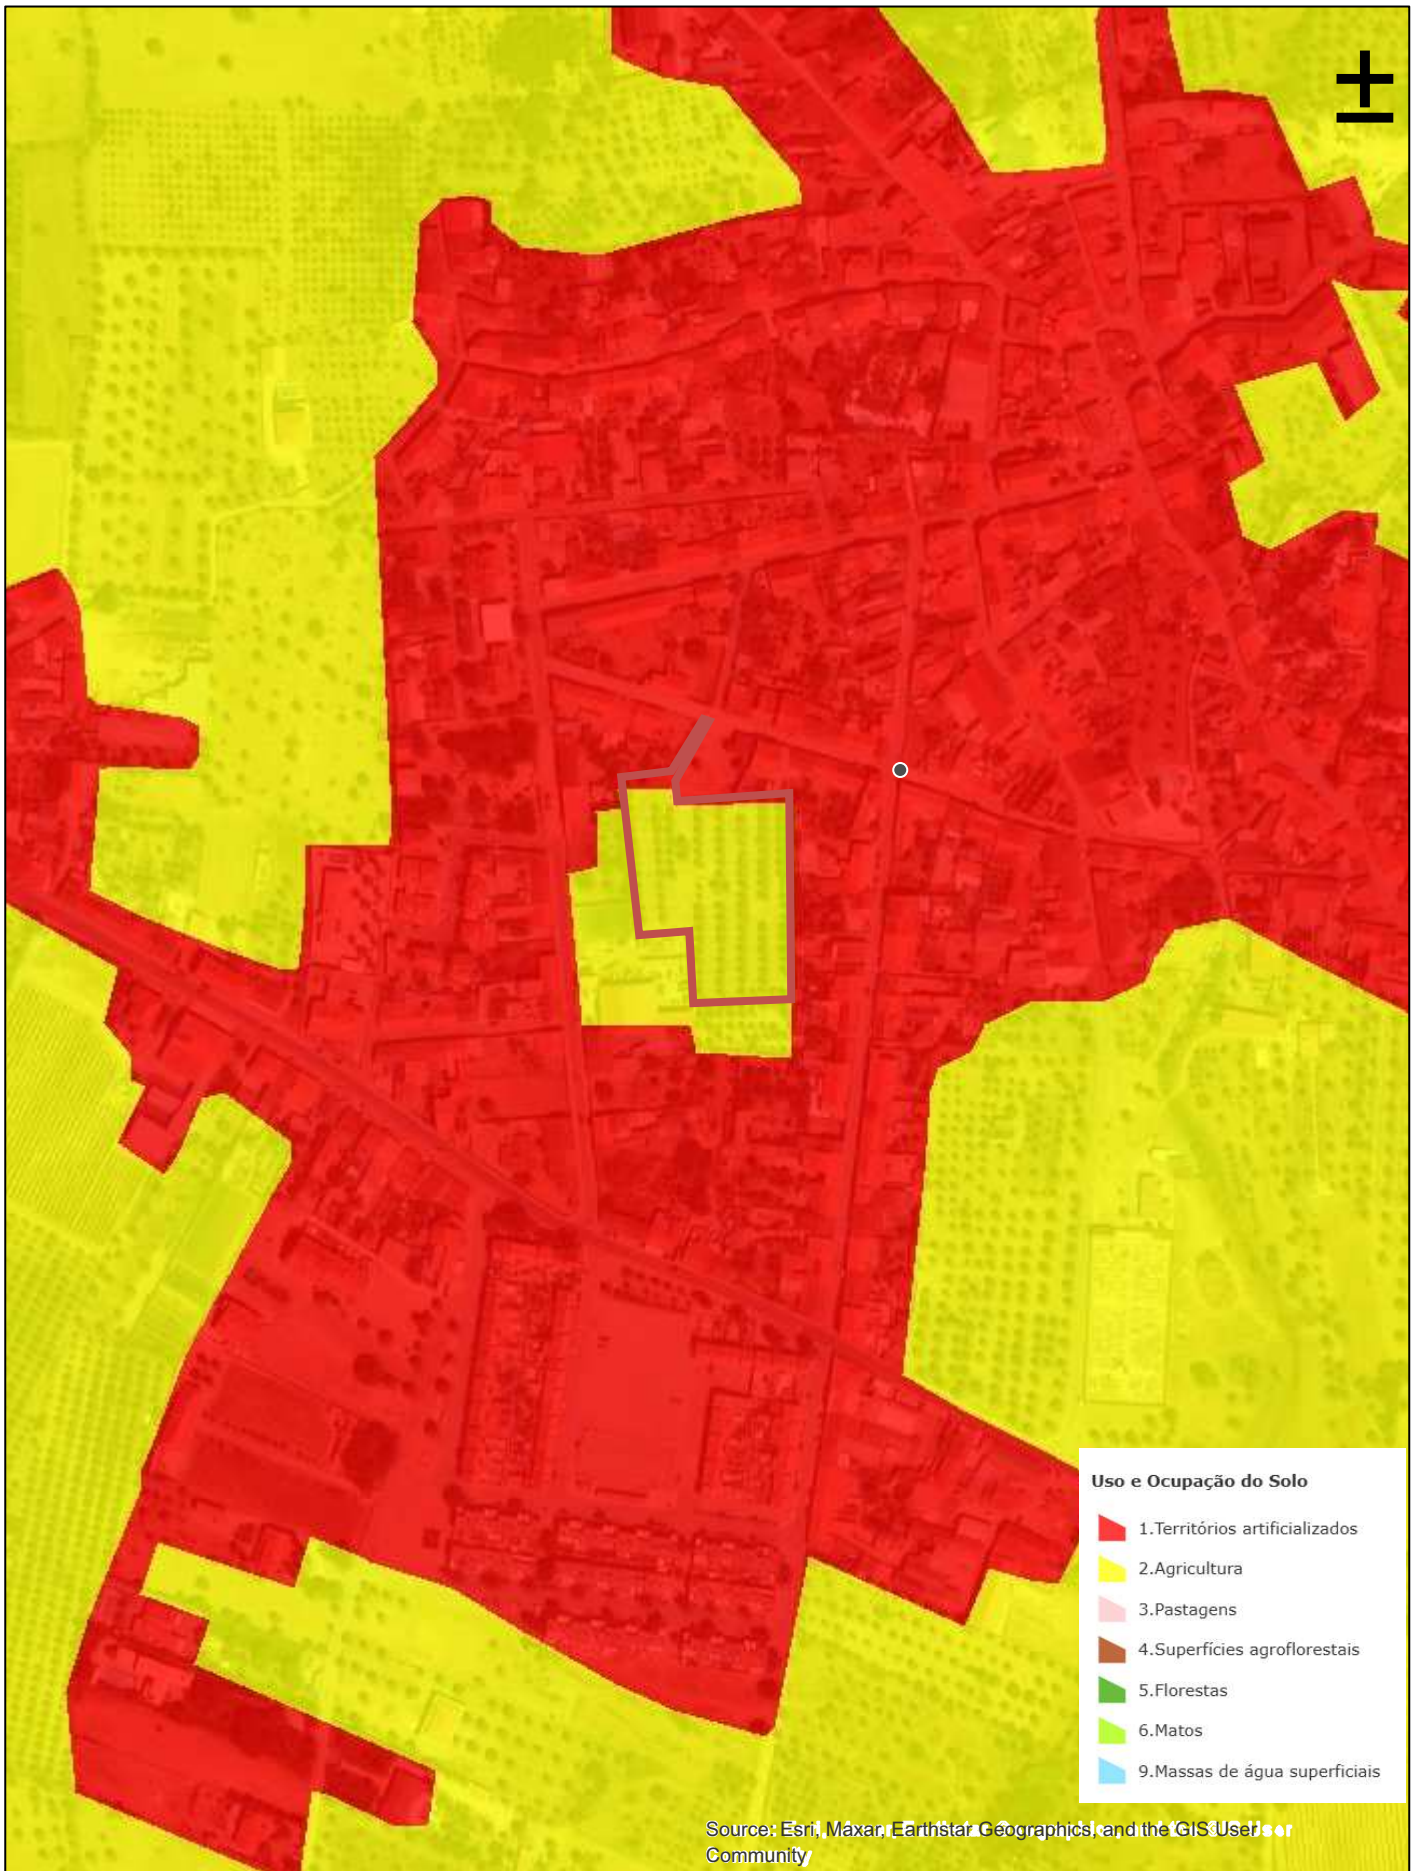 Uso e Ocupação do Solo
1.Territórios artificializados
2.Agricultura
3.Pastagens
4.Superfícies agroflorestais
5.Florestas
6.Matos
9.Massas de água superficiais
Source: Esri, Maxar, Earthstar Geographics, and the GIS User
Community